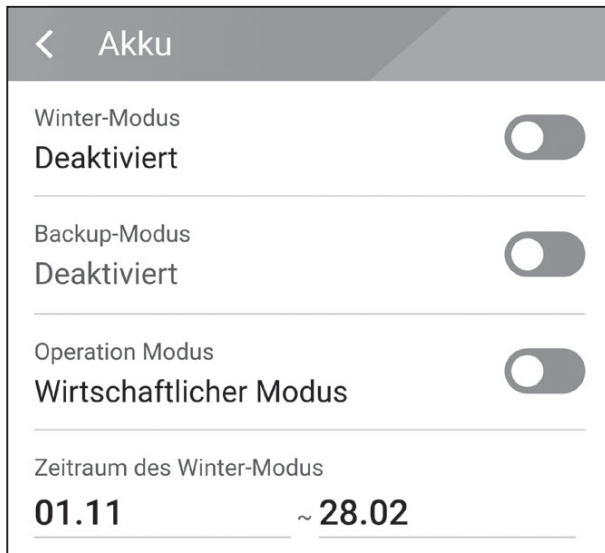 Akku
Winter-Modus
Deaktiviert
Backup-Modus
Deaktiviert
Operation Modus
Wirtschaftlicher Modus
Zeitraum des Winter-Modus
01.11 ~ 28.02